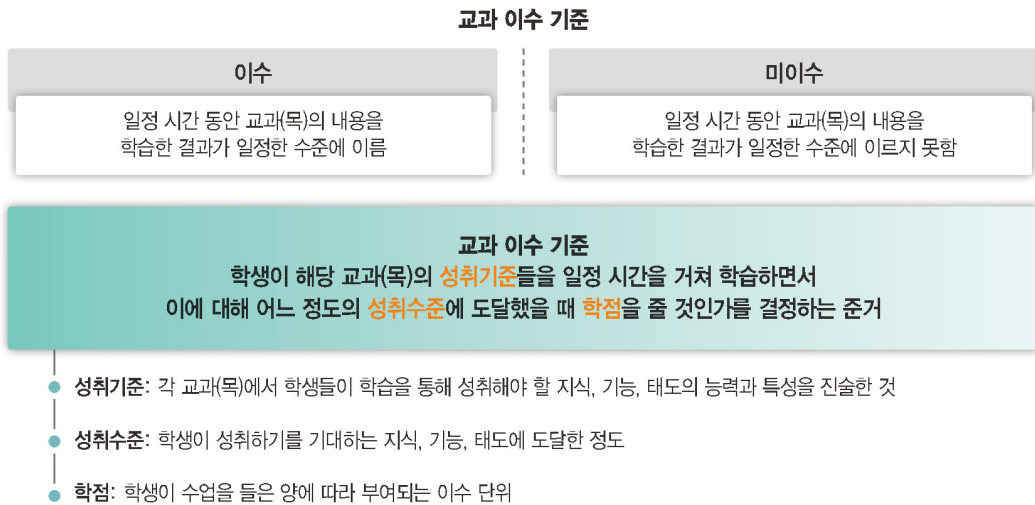 교과 이수 기준
이수
일정 시간 동안 교과(목)의 내용을
학습한 결과가 일정한 수준에 이름
미이수
일정 시간 동안 교과(목)의 내용을
학습한 결과가 일정한 수준에 이르지 못함
교과 이수 기준
학생이 해당 교과(목)의 성취기준들을 일정 시간을 거쳐 학습하면서
이에 대해 어느 정도의 성취수준에 도달했을 때 학점을 줄 것인가를 결정하는 준거
성취기준: 각 교과(목)에서 학생들이 학습을 통해 성취해야 할 지식, 기능, 태도의 능력과 특성을 진술한 것
성취수준: 학생이 성취하기를 기대하는 지식, 기능, 태도에 도달한 정도
학점: 학생이 수업을 들은 양에 따라 부여되는 이수 단위